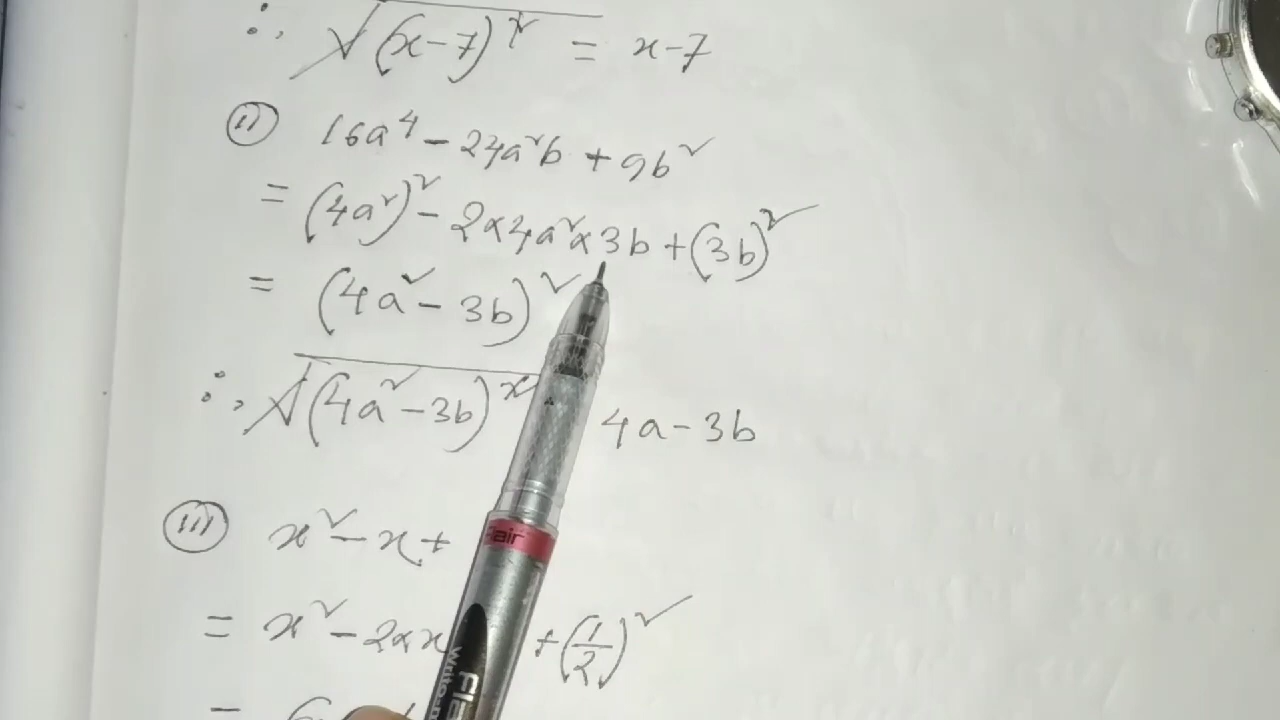 ∴ √(x-7)² = x-7
(ii) 16a⁴ - 24a²b + 9b²
= (4a²)² - 2×4a²×3b + (3b)²
= (4a² - 3b)²
∴ √(4a² - 3b)² 4a - 3b
(iii) x² - x +
= x² - 2×x + (1/2)²
=
Flair